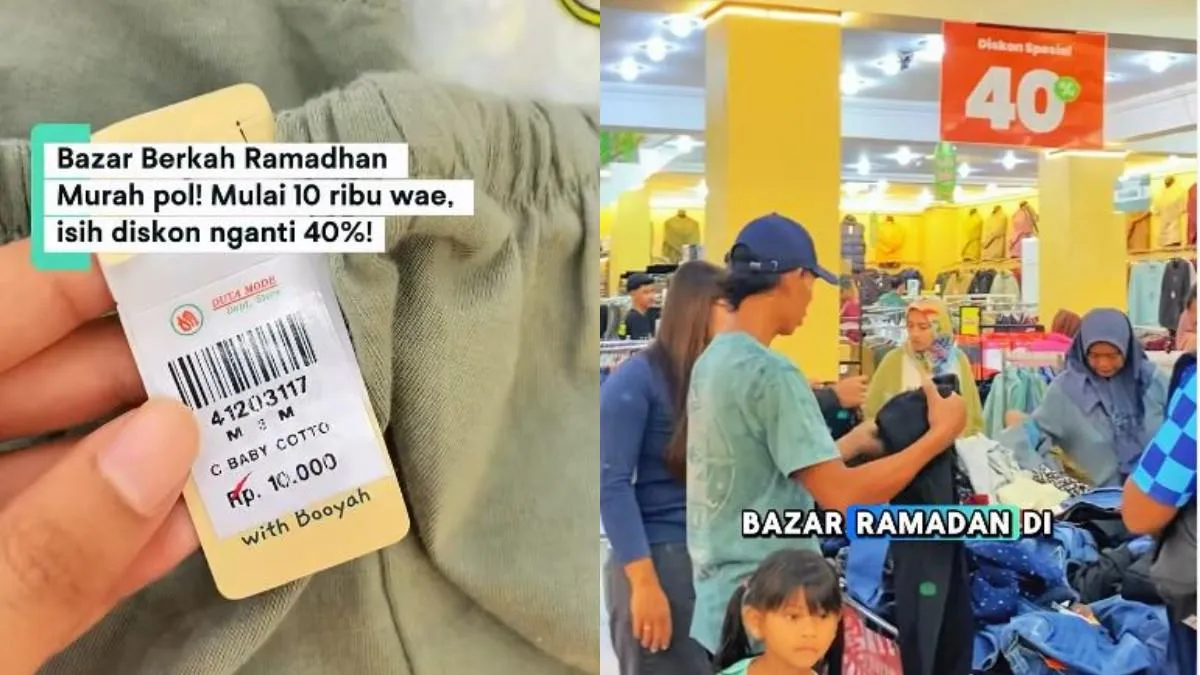 Bazar Berkah Ramadhan
Murah pol! Mulai 10 ribu wae,
isih diskon nganti 40%!
DUTA MODE
Dept. Store
41203117
M 3 M
C BABY COTTO
Rp. 10.000
with Booyah
Diskon Spesial
40%
BAZAR RAMADAN DI